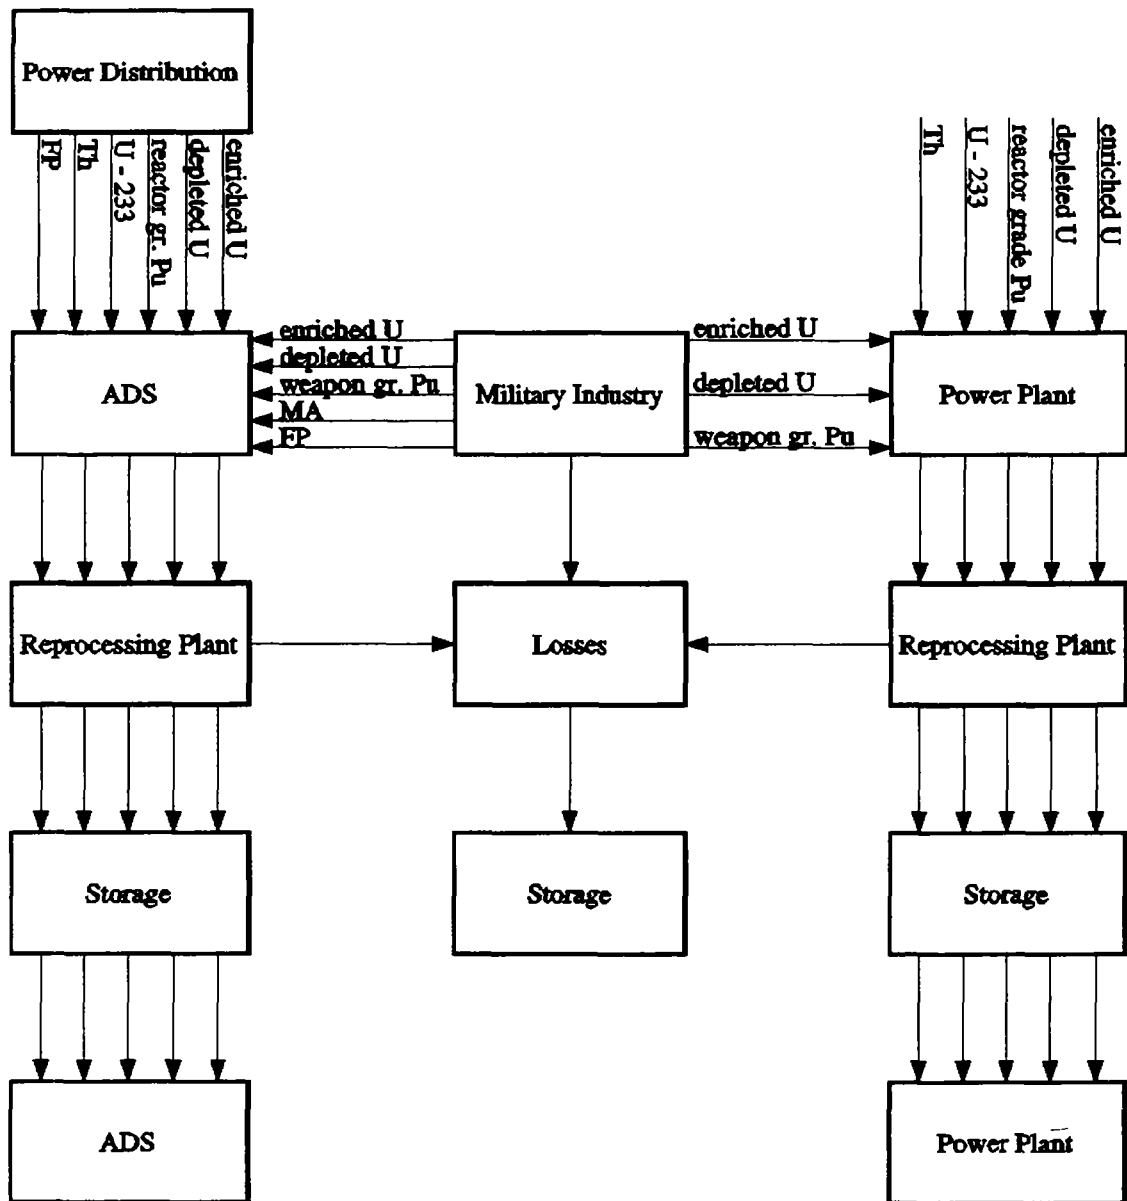 Power Distribution
FP
Th
U - 233
reactor gr. Pu
depleted U
enriched U
Th
U - 233
reactor grade Pu
depleted U
enriched U
ADS
enriched U
depleted U
weapon gr. Pu
MA
FP
Military Industry
enriched U
depleted U
weapon gr. Pu
Power Plant
Reprocessing Plant
Losses
Reprocessing Plant
Storage
Storage
Storage
ADS
Power Plant